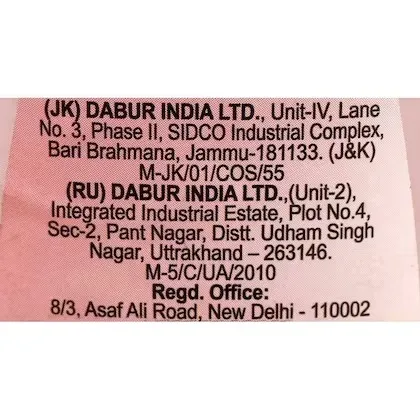 (JK) DABUR INDIA LTD., Unit-IV, Lane
No. 3, Phase II, SIDCO Industrial Complex,
Bari Brahmana, Jammu-181133. (J&K)
M-JK/01/COS/55
(RU) DABUR INDIA LTD.,(Unit-2),
Integrated Industrial Estate, Plot No.4,
Sec-2, Pant Nagar, Distt. Udham Singh
Nagar, Uttrakhand – 263146.
M-5/C/UA/2010
Regd. Office:
8/3, Asaf Ali Road, New Delhi - 110002